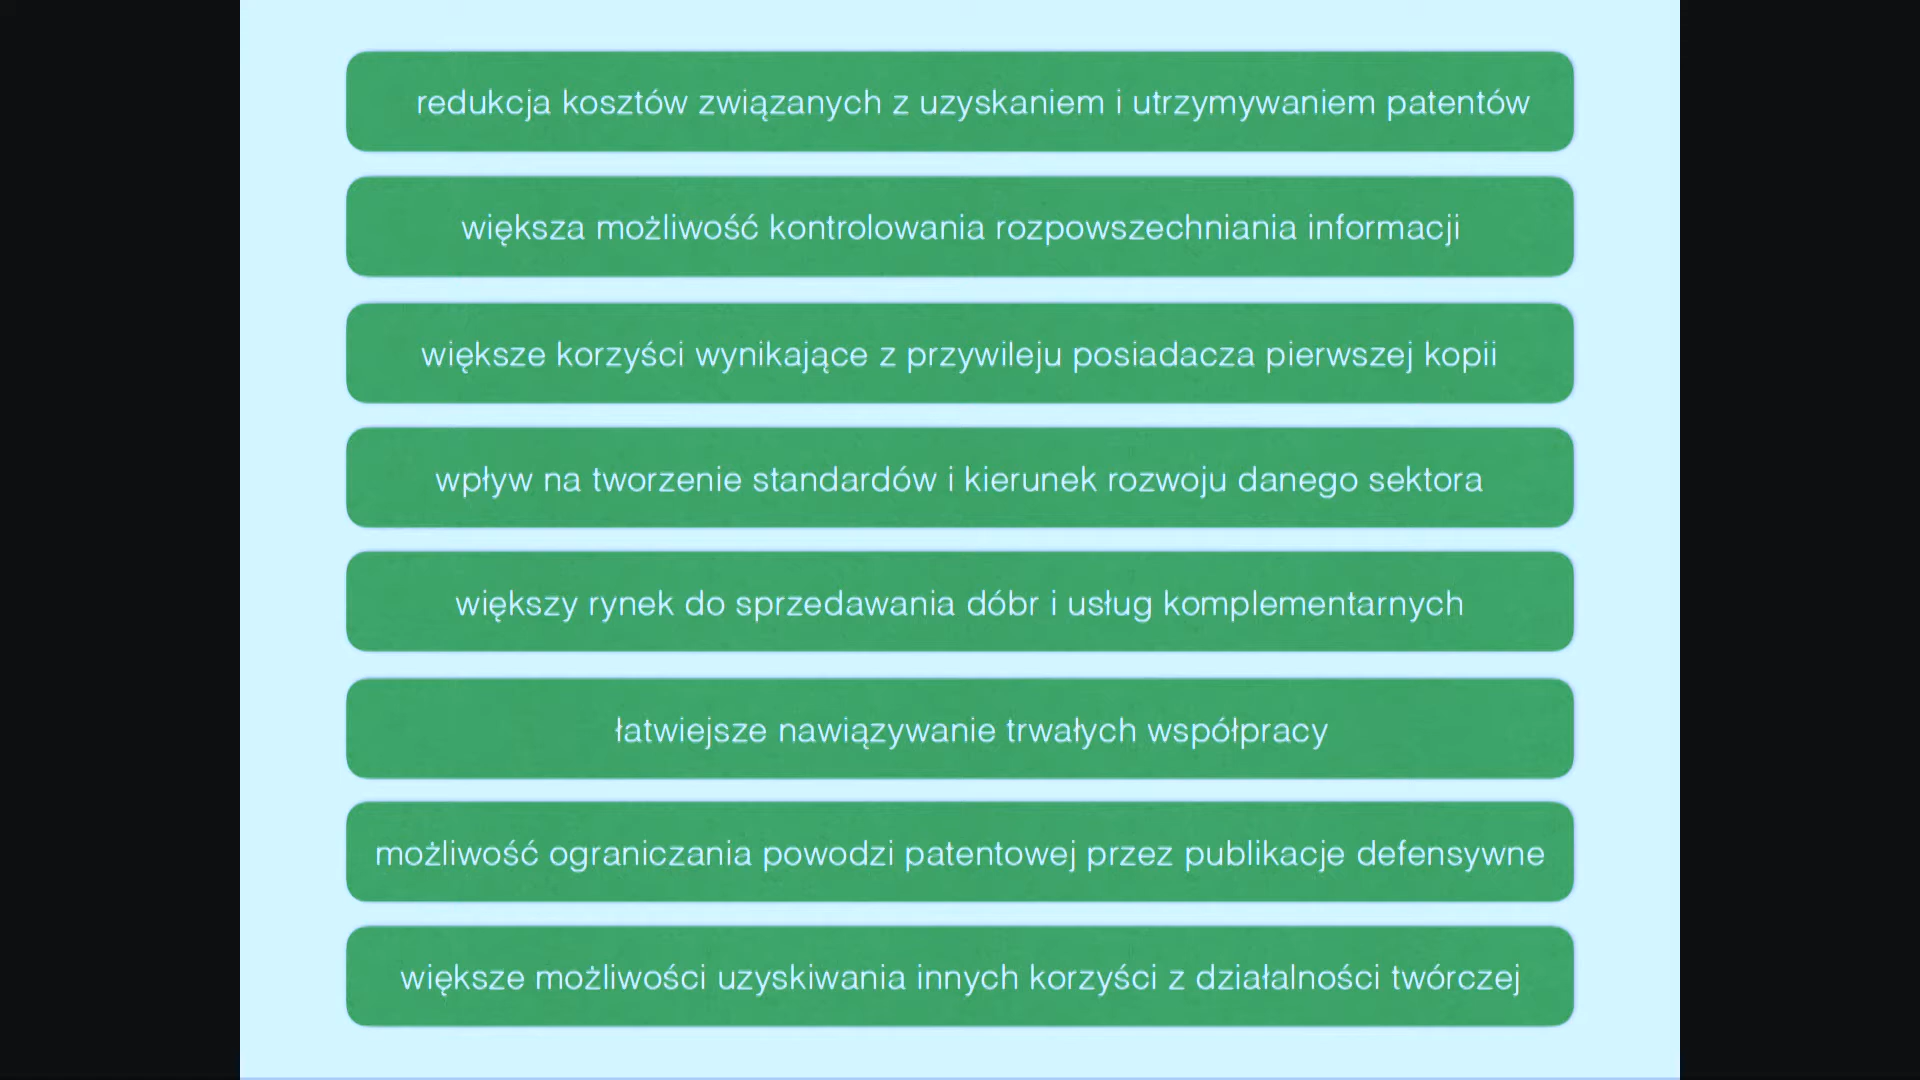 redukcja kosztów związanych z uzyskaniem i utrzymywaniem patentów
większa możliwość kontrolowania rozpowszechniania informacji
większe korzyści wynikające z przywileju posiadacza pierwszej kopii
wpływ na tworzenie standardów i kierunek rozwoju danego sektora
większy rynek do sprzedawania dóbr i usług komplementarnych
łatwiejsze nawiązywanie trwałych współpracy
możliwość ograniczania powodzi patentowej przez publikacje defensywne
większe możliwości uzyskiwania innych korzyści z działalności twórczej